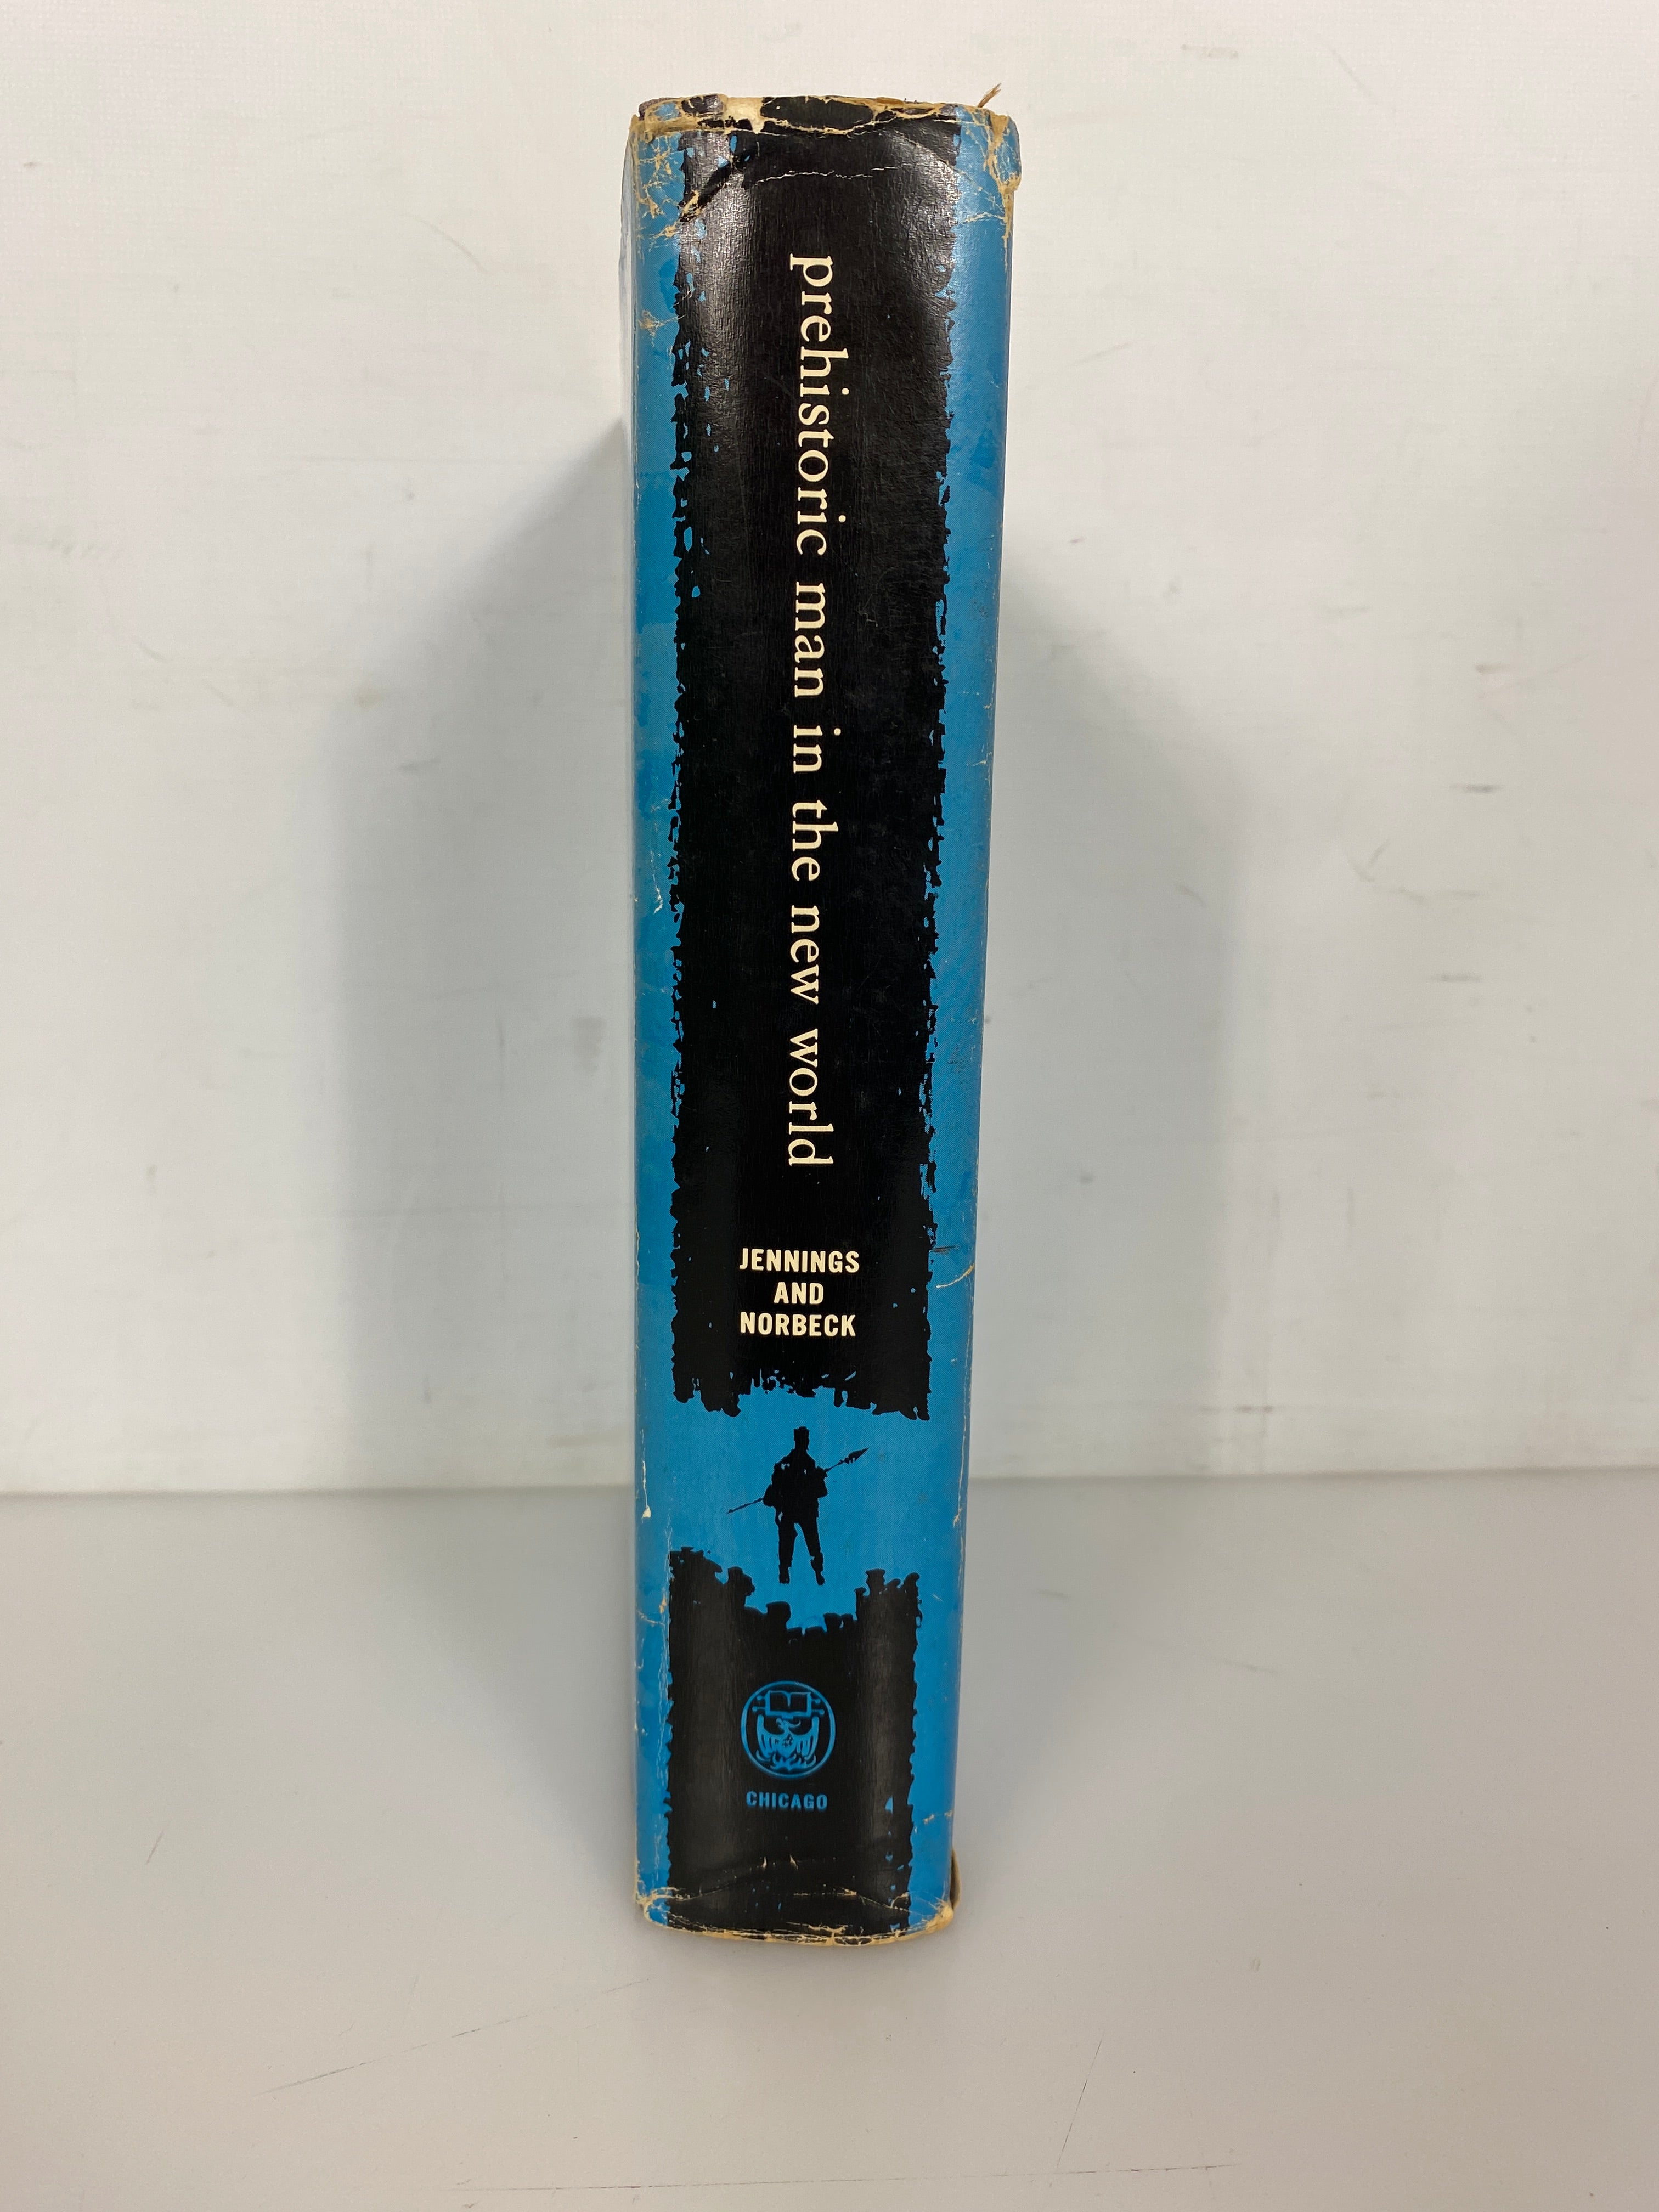 prehistoric man in the new world
JENNINGS
AND
NORBECK
CHICAGO